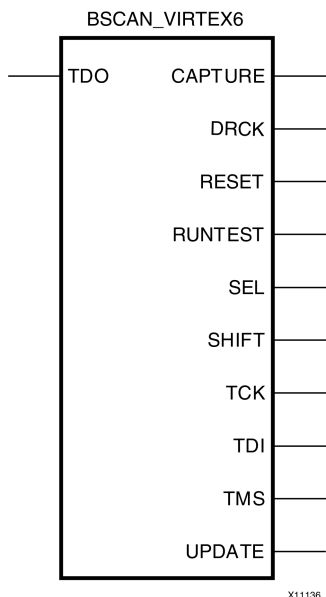 BSCAN_VIRTEX6
TDO CAPTURE
DRCK
RESET
RUNTEST
SEL
SHIFT
TCK
TDI
TMS
UPDATE
X11136